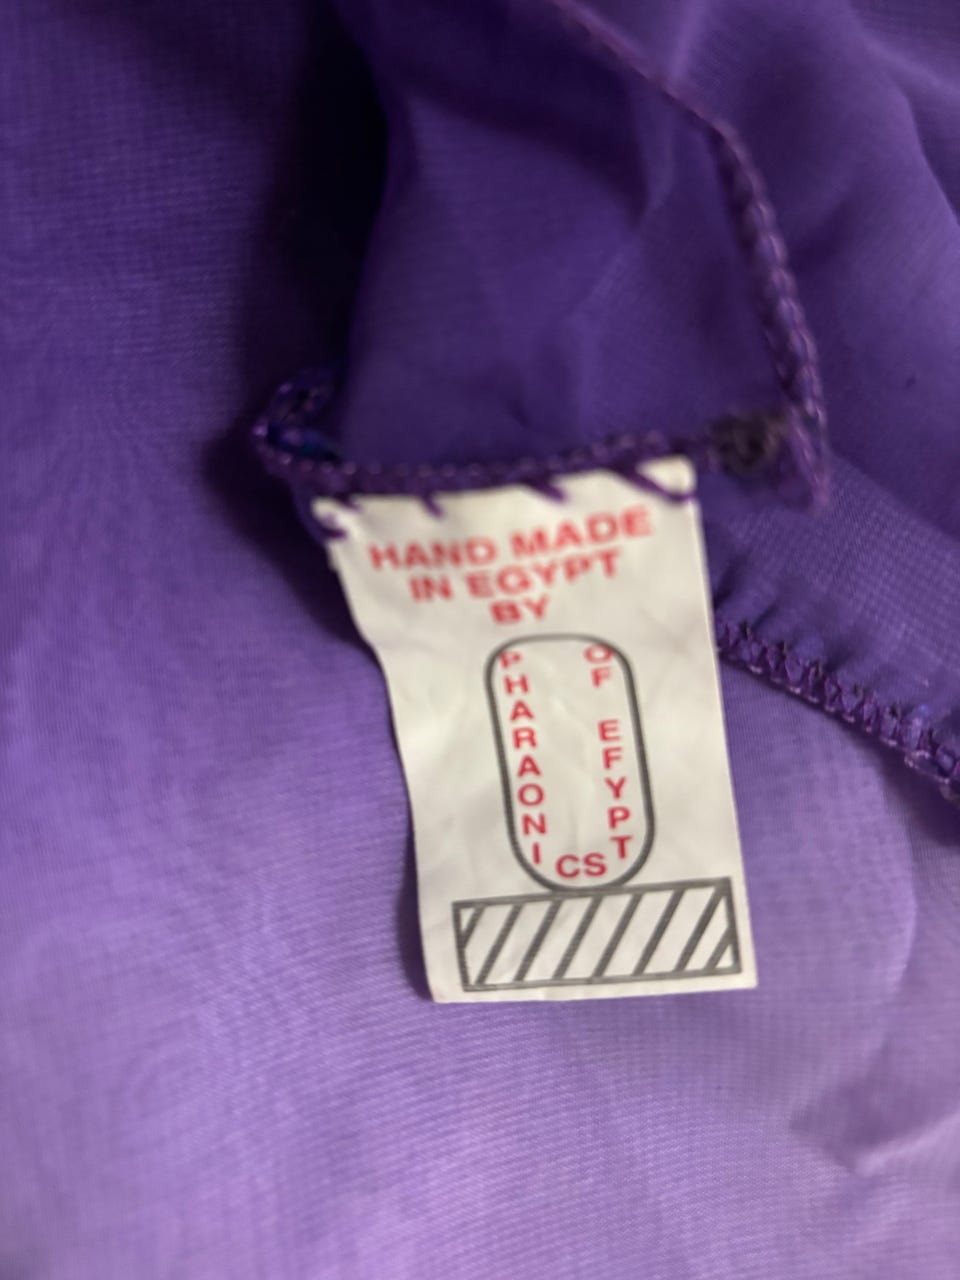 HAND MADE
IN EGYPT
BY
PHARAONICS
OF EFYPT